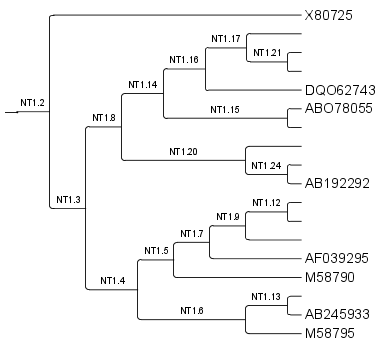 X80725
NT1.17
NT1.21
NT1.16
NT1.14
DQO62743
NT1.2
ABO78055
NT1.15
NT1.8
NT1.20
NT1.24
AB192292
NT1.3
NT1.12
NT1.9
NT1.7
NT1.5
AF039295
NT1.4
M58790
NT1.13
NT1.6
AB245933
M58795